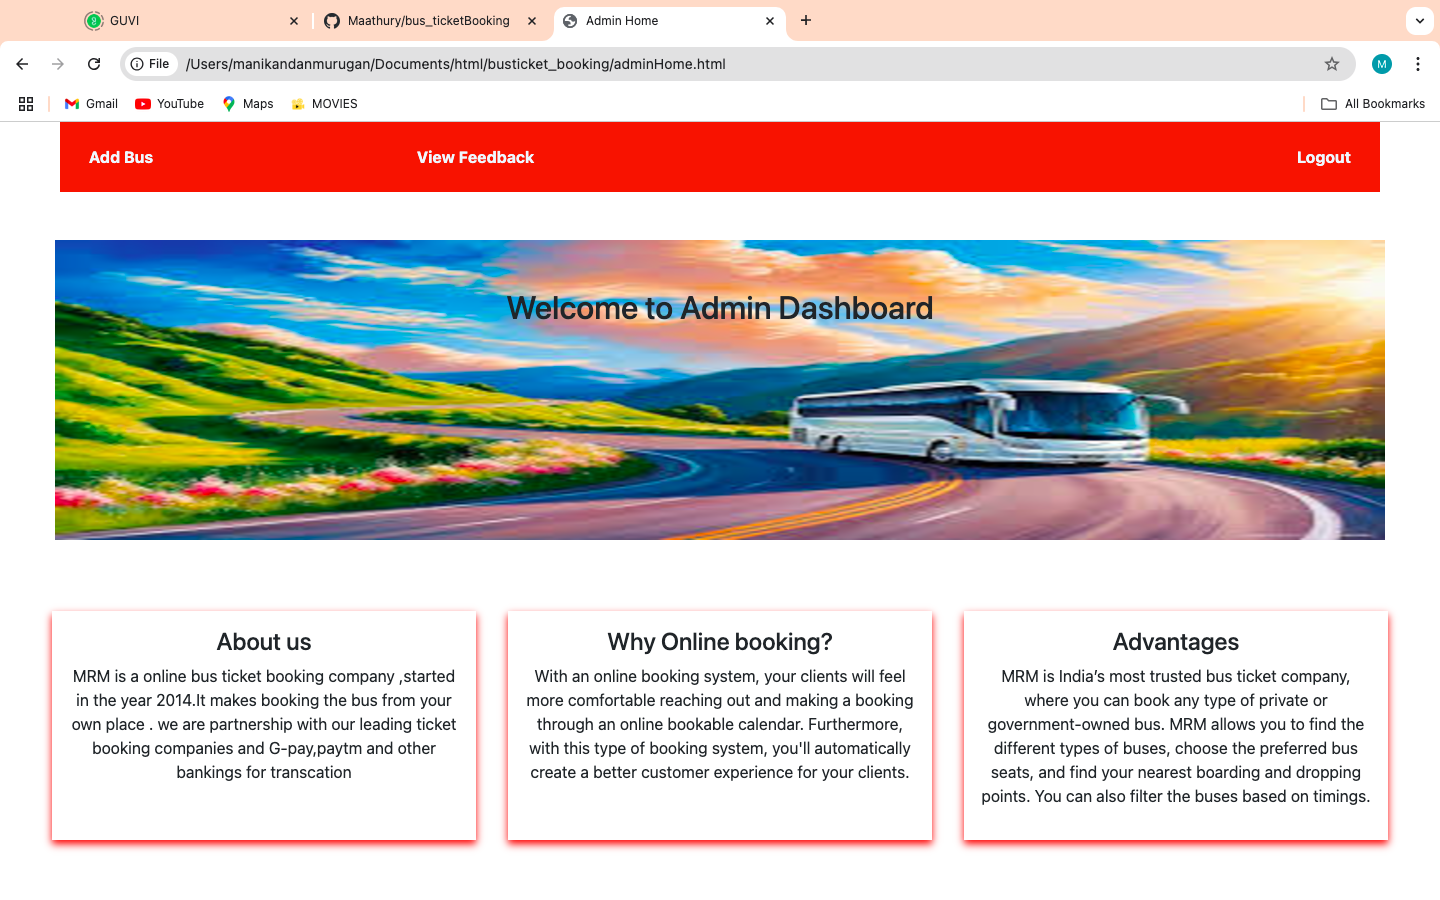 GUVI
Maathury/bus_ticketBooking
Admin Home
File
/Users/manikandanmurugan/Documents/html/busticket_booking/adminHome.html
M
Gmail
YouTube
Maps
MOVIES
All Bookmarks
Add Bus
View Feedback
Logout
Welcome to Admin Dashboard
About us
MRM is a online bus ticket booking company ,started
in the year 2014.It makes booking the bus from your
own place . we are partnership with our leading ticket
booking companies and G-pay,paytm and other
bankings for transcation
Why Online booking?
With an online booking system, your clients will feel
more comfortable reaching out and making a booking
through an online bookable calendar. Furthermore,
with this type of booking system, you'll automatically
create a better customer experience for your clients.
Advantages
MRM is India’s most trusted bus ticket company,
where you can book any type of private or
government-owned bus. MRM allows you to find the
different types of buses, choose the preferred bus
seats, and find your nearest boarding and dropping
points. You can also filter the buses based on timings.